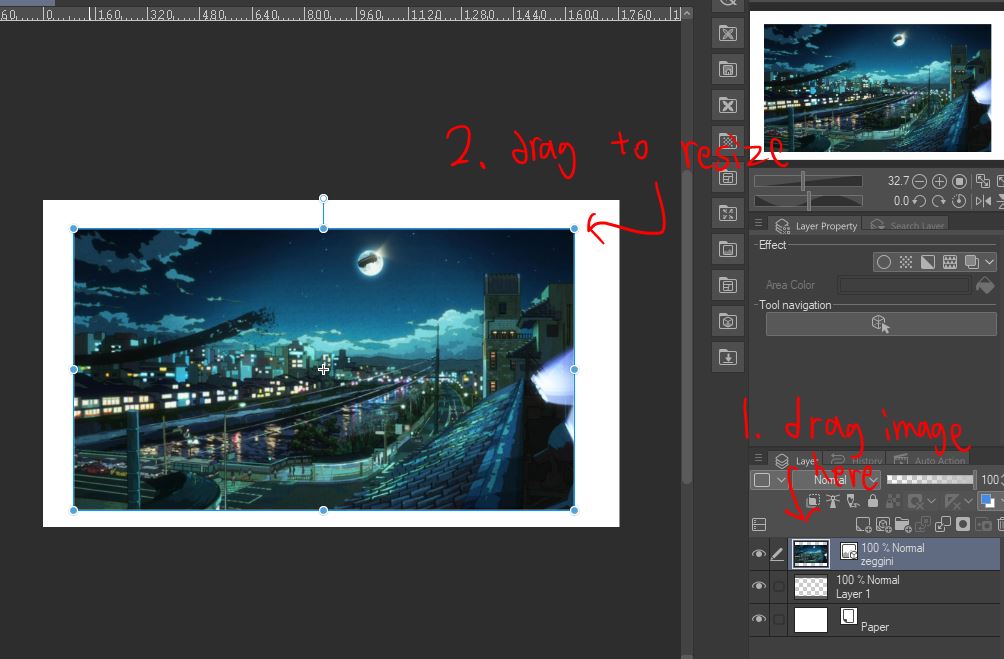 0 160 320 480 640 800 960 1120 1280 1440 1600 1760
2. drag to resize
32.7
0.0
Layer Property Search Layer
Effect
Area Color
Tool navigation
1. drag image here
Layer History Auto Action
Normal 100
100 % Normal
zeggini
100 % Normal
Layer 1
Paper